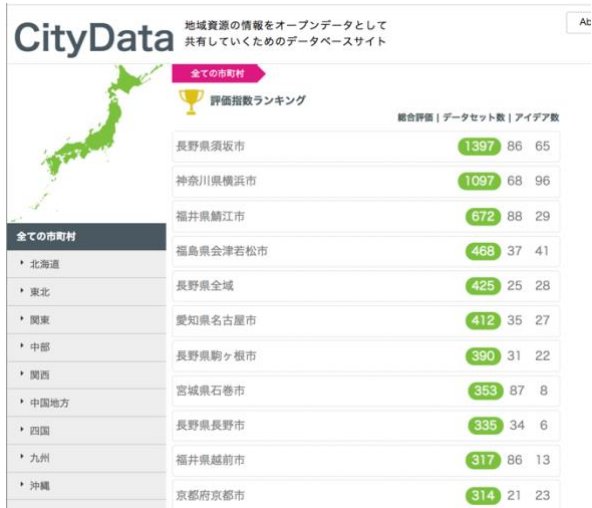 CityData
地域資源の情報をオープンデータとして
共有していくためのデータベースサイト
Ab
全ての市町村
評価指数ランキング
総合評価 | データセット数 | アイデア数
長野県須坂市 1397 86 65
神奈川県横浜市 1097 68 96
福井県鯖江市 672 88 29
福島県会津若松市 468 37 41
長野県全域 425 25 28
愛知県名古屋市 412 35 27
長野県駒ヶ根市 390 31 22
宮城県石巻市 353 87 8
長野県長野市 335 34 6
福井県越前市 317 86 13
京都府京都市 314 21 23
全ての市町村
北海道
東北
関東
中部
関西
中国地方
四国
九州
沖縄